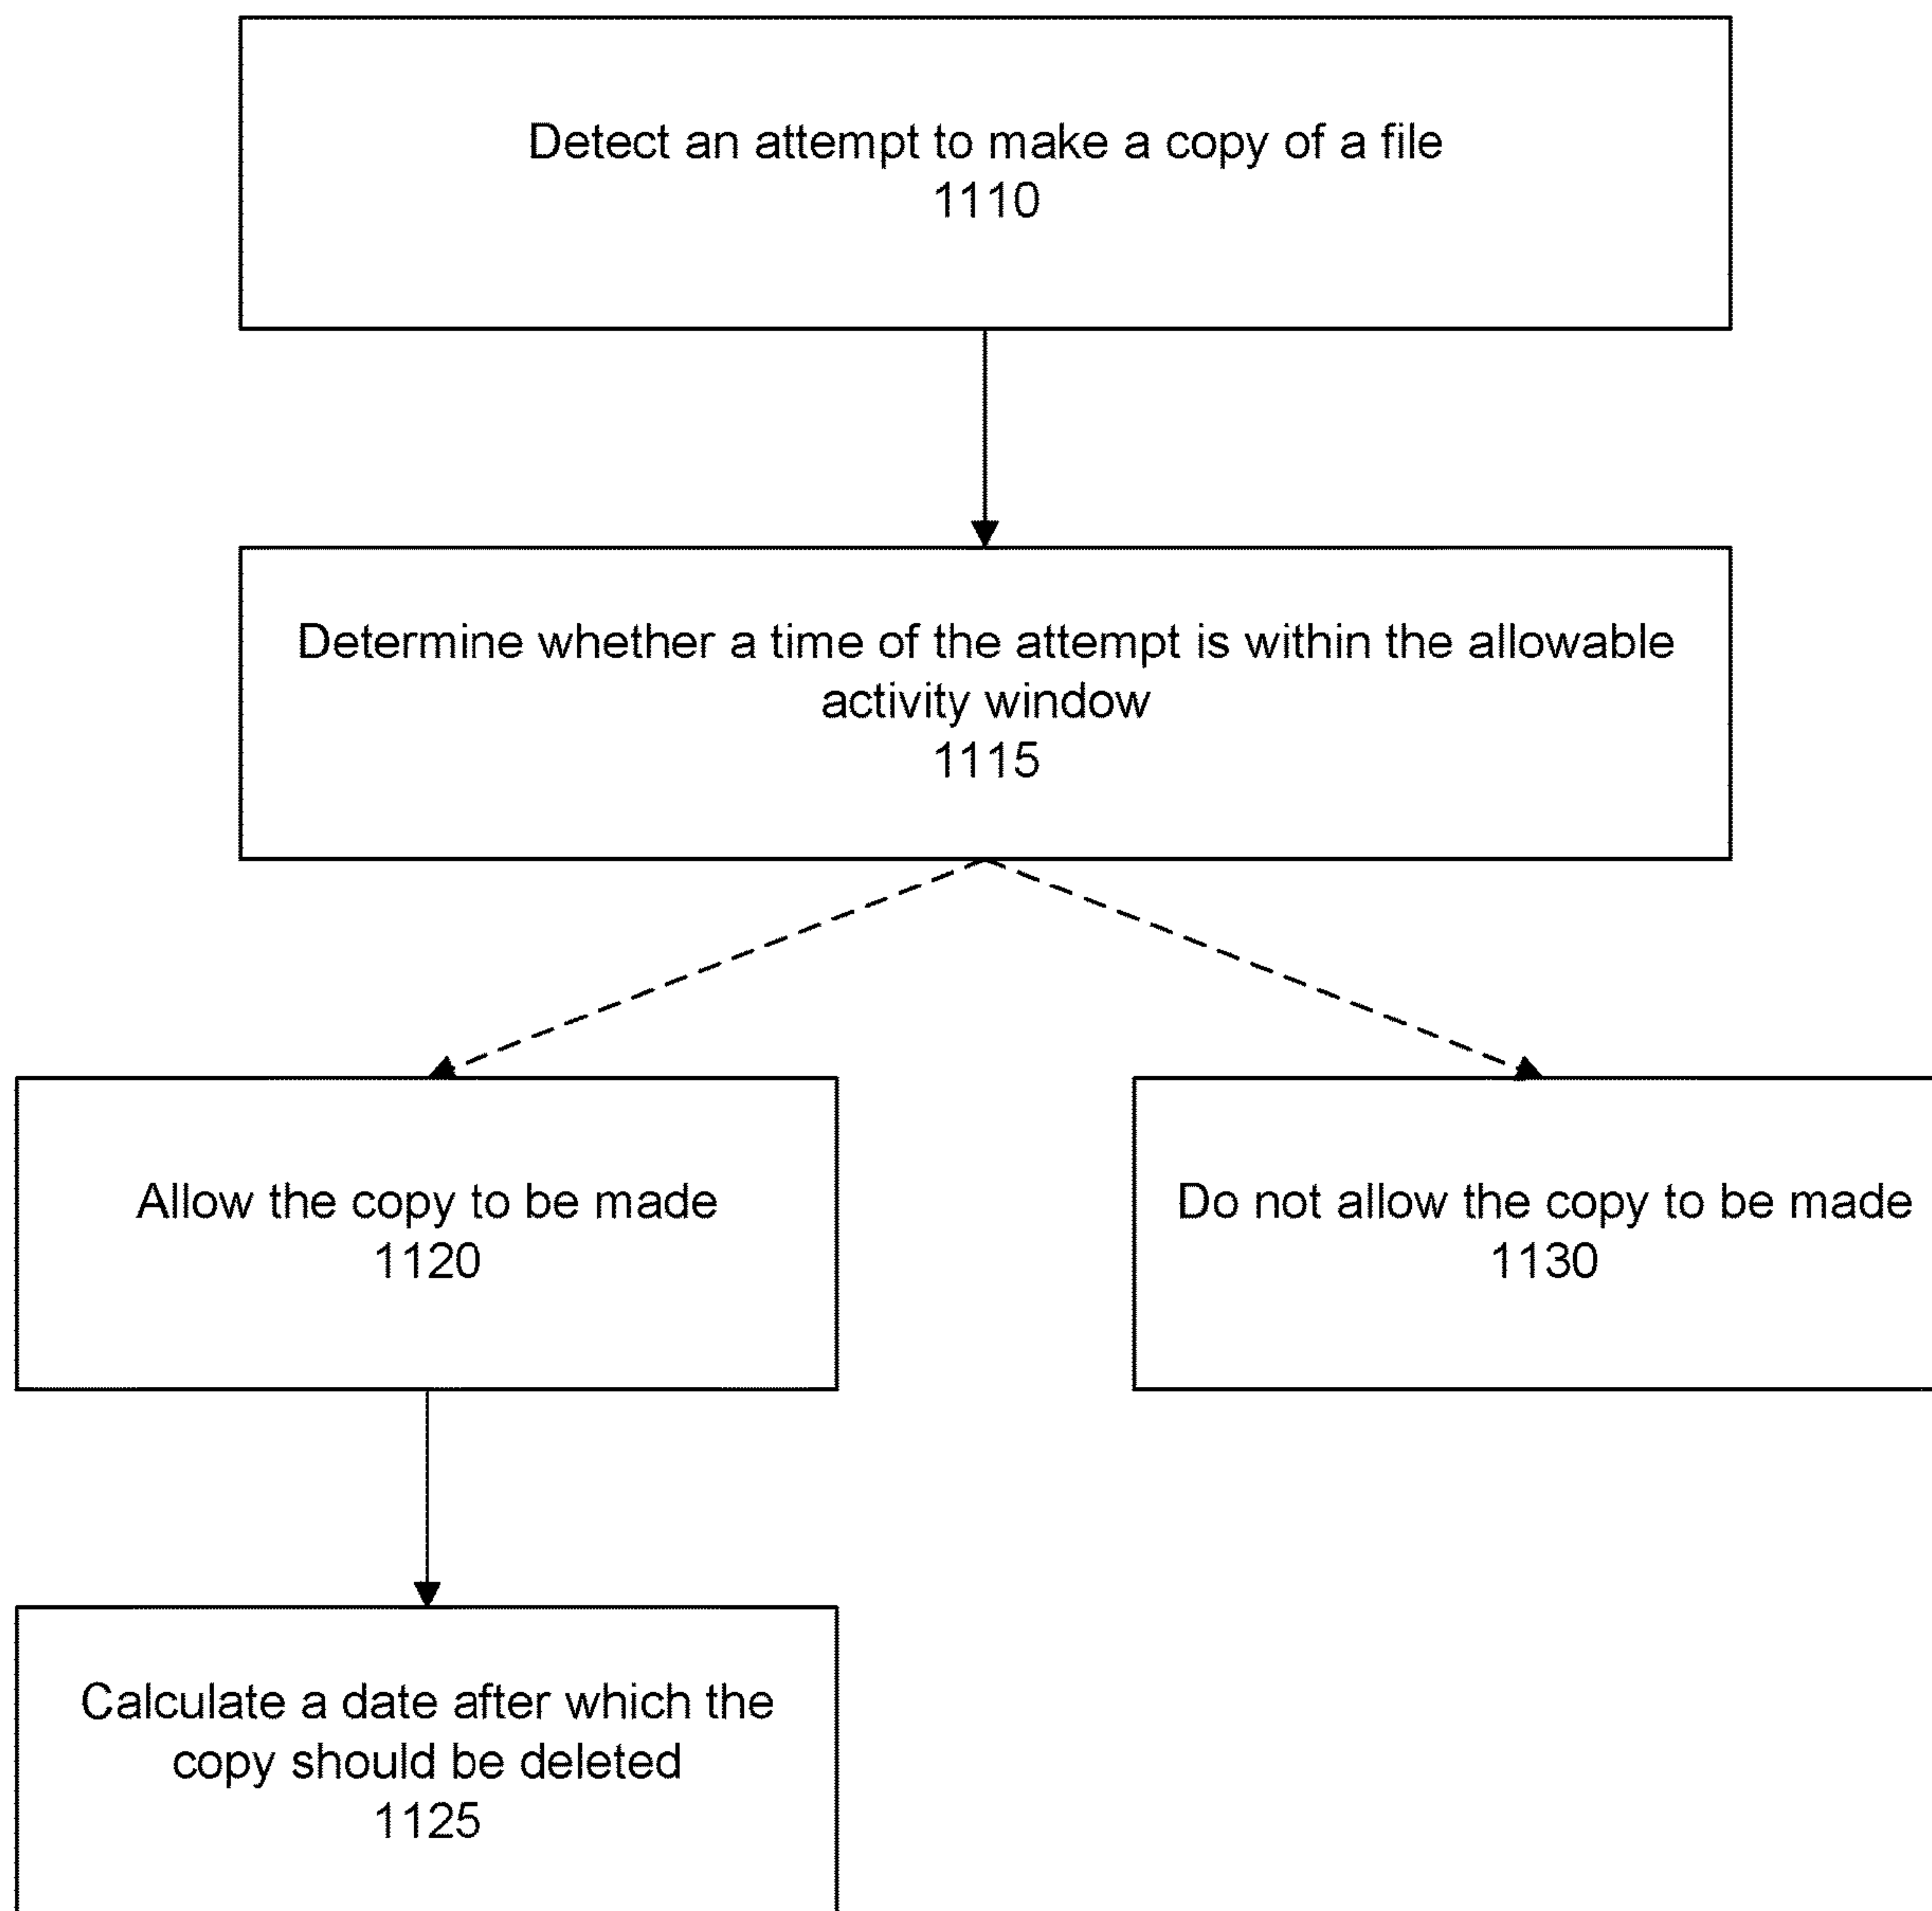 Detect an attempt to make a copy of a file
1110
Determine whether a time of the attempt is within the allowable
activity window
1115
Allow the copy to be made
1120
Do not allow the copy to be made
1130
Calculate a date after which the
copy should be deleted
1125